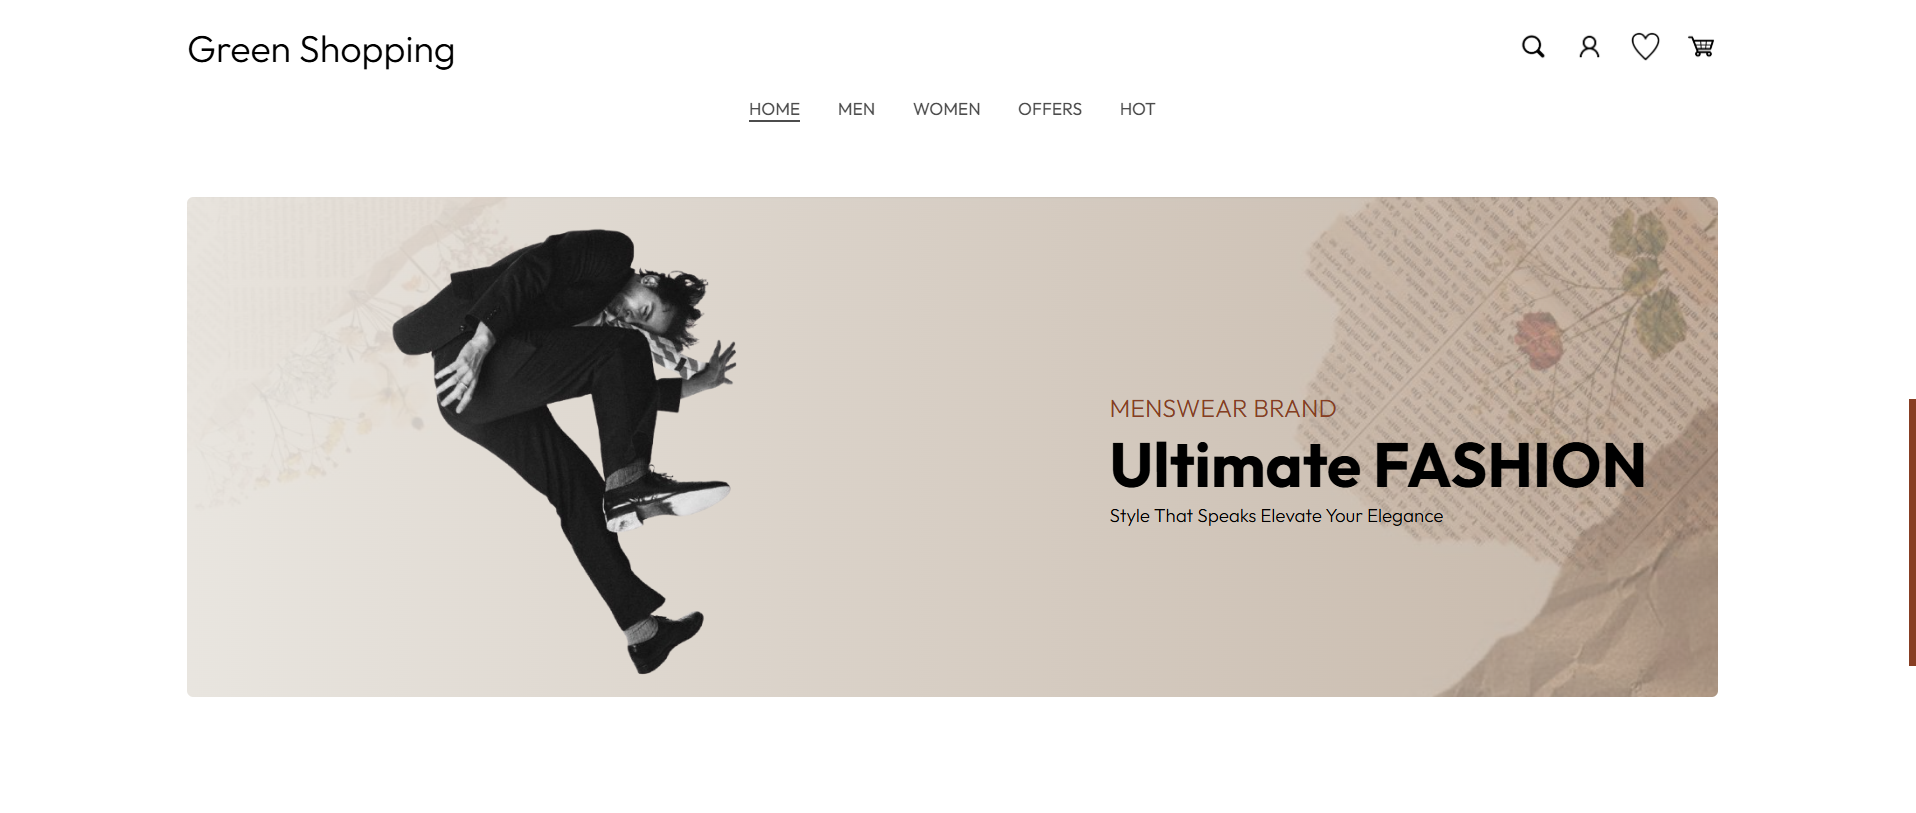 Green Shopping
HOME MEN WOMEN OFFERS HOT
MENSWEAR BRAND
Ultimate FASHION
Style That Speaks Elevate Your Elegance